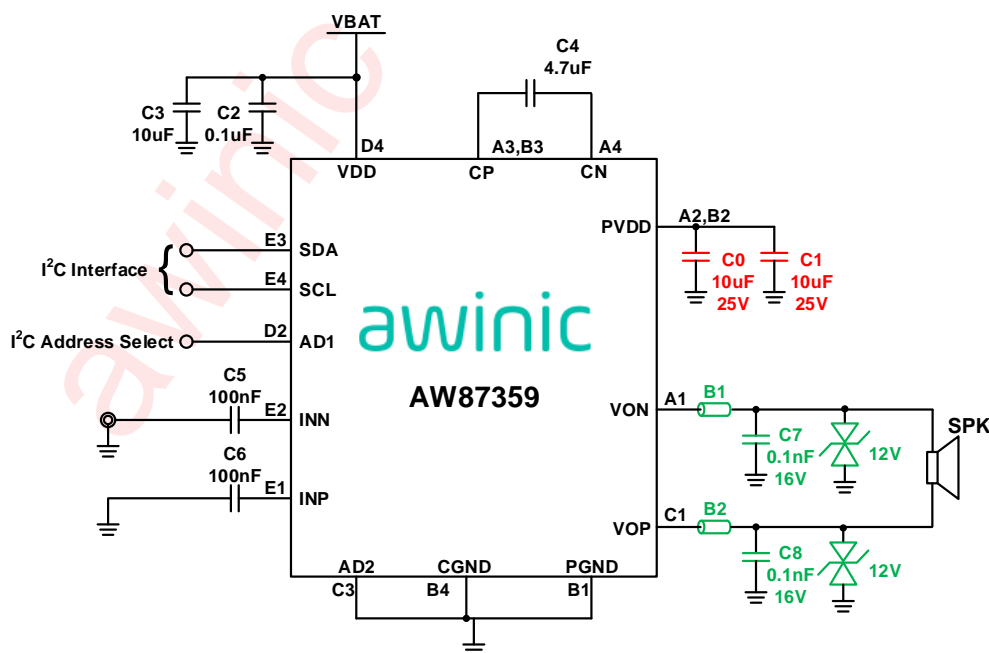 VBAT
C4
4.7uF
C3
10uF
C2
0.1uF
D4
A3,B3
A4
VDD
CP
CN
PVDD
A2,B2
C0
10uF
25V
C1
10uF
25V
I²C Interface
E3
SDA
E4
SCL
I²C Address Select
D2
AD1
awinic
awinic
AW87359
C5
100nF
E2
INN
C6
100nF
E1
INP
VON
A1
B1
C7
0.1nF
16V
12V
SPK
VOP
C1
B2
C8
0.1nF
16V
12V
AD2
CGND
PGND
C3
B4
B1